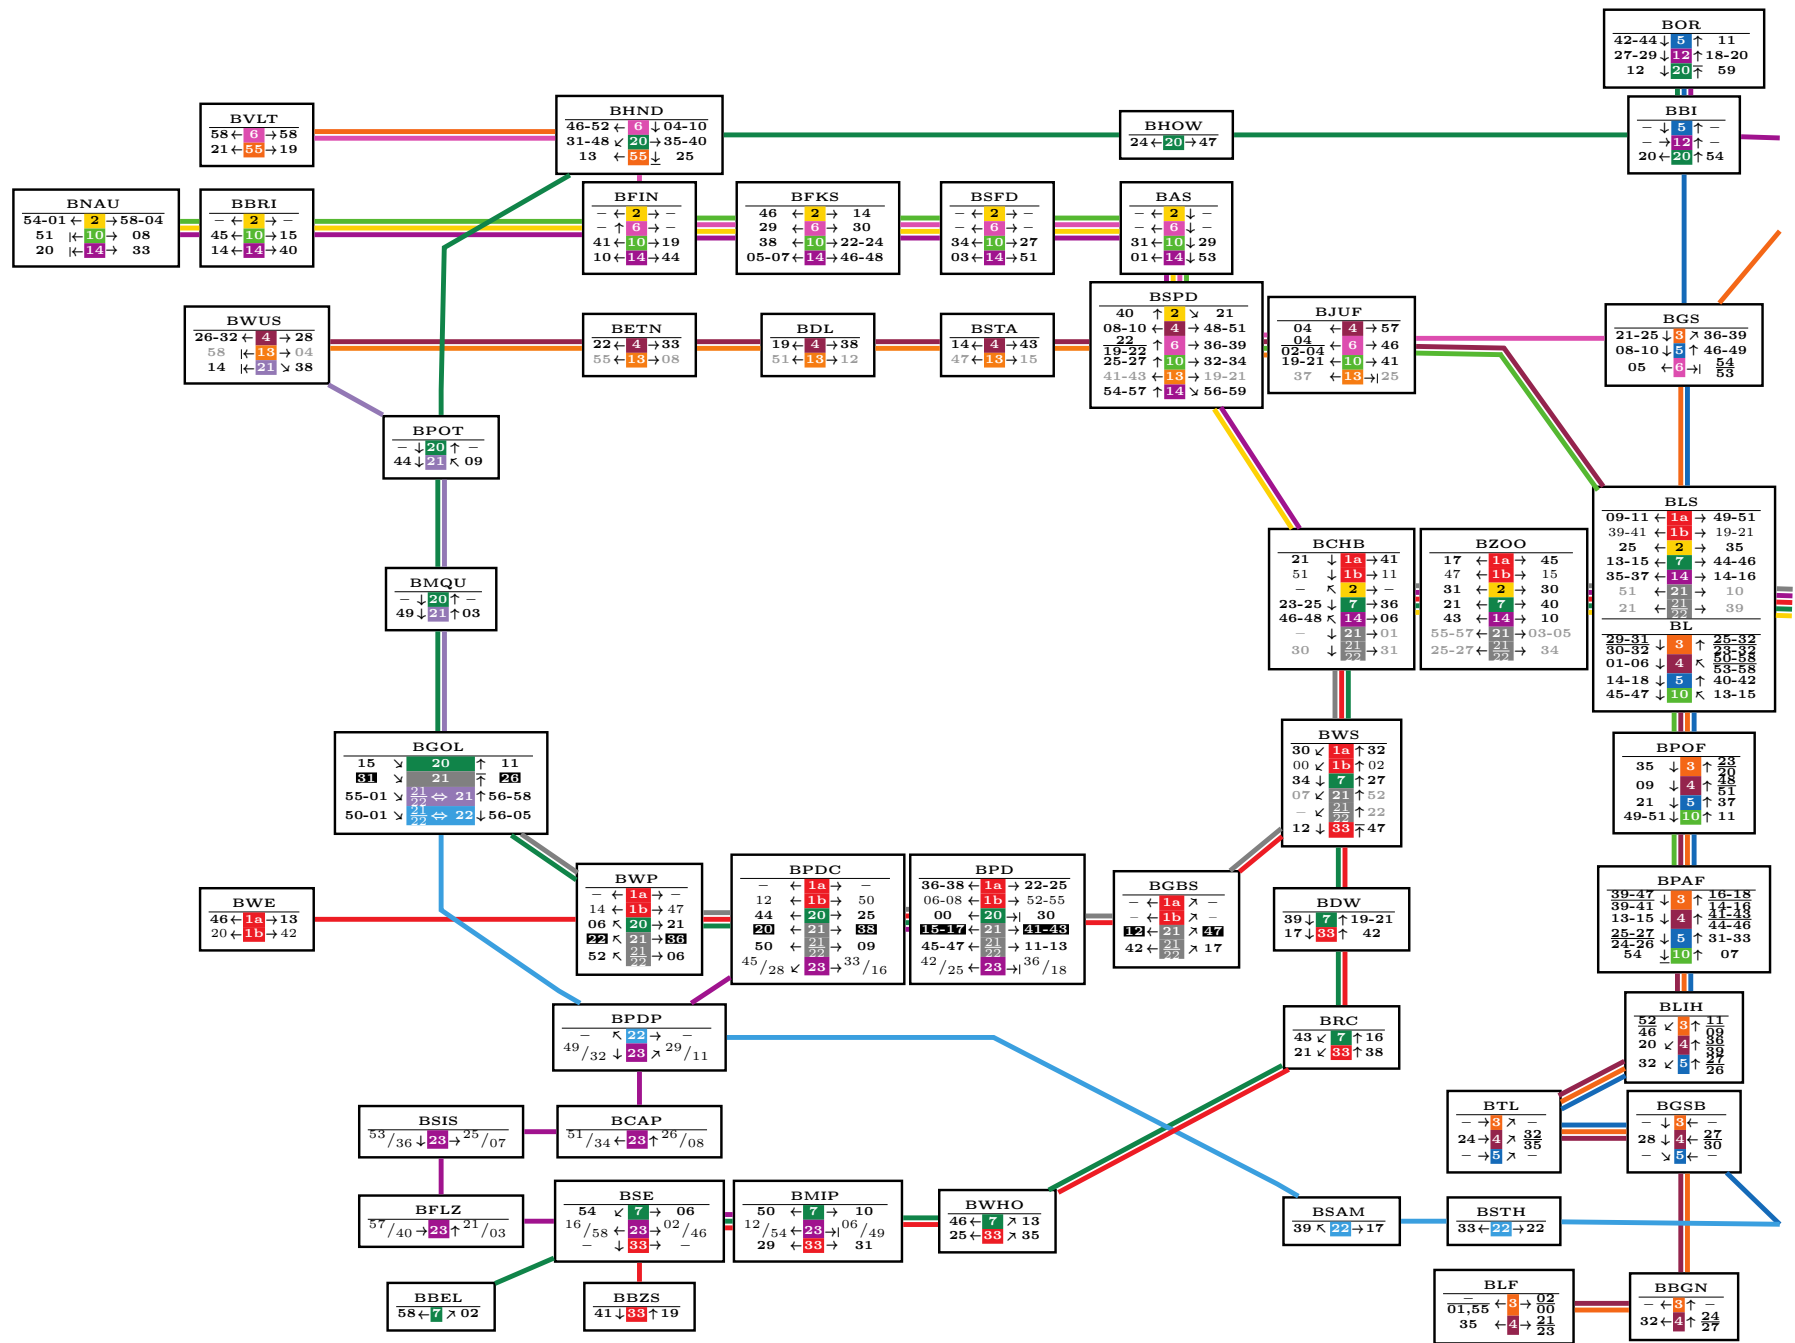 BOR
42-44 ↓ 5 ↑ 11
27-29 ↓ 12 ↑ 18-20
12 ↓ 20 ↑ 59
BVLT
58 ← 6 → 58
21 ← 55 → 19
BHND
46-52 ← 6 ↓ 04-10
31-48 ↙ 20 → 35-40
13 ← 55 ↓ 25
BHOW
24 ← 20 → 47
BBI
– ↓ 5 ↑ –
– → 12 ↑ –
20 ← 20 ↑ 54
BNAU
54-01 ← 2 → 58-04
51 |← 10 → 08
20 |← 14 → 33
BBRI
– ← 2 → –
45 ← 10 → 15
14 ← 14 → 40
BFIN
– ← 2 → –
– ↑ 6 → –
41 ← 10 → 19
10 ← 14 → 44
BFKS
46 ← 2 → 14
29 ← 6 → 30
38 ← 10 → 22-24
05-07 ← 14 → 46-48
BSFD
– ← 2 → –
– ← 6 → –
34 ← 10 → 27
03 ← 14 → 51
BAS
– ← 2 ↓ –
– ← 6 ↓ –
31 ← 10 ↓ 29
01 ← 14 ↓ 53
BWUS
26-32 ← 4 → 28
58 |← 13 → 04
14 |← 21 ↘ 38
BETN
22 ← 4 → 33
55 ← 13 → 08
BDL
19 ← 4 → 38
51 ← 13 → 12
BSTA
14 ← 4 → 43
47 ← 13 → 15
BSPD
40 ↑ 2 ↘ 21
08-10 ← 4 → 48-51
22
19-22 ↑ 6 → 36-39
25-27 ↑ 10 → 32-34
41-43 ← 13 → 19-21
54-57 ↑ 14 ↘ 56-59
BJUF
04 ← 4 → 57
04
02-04 ← 6 → 46
19-21 ← 10 → 41
37 ← 13 →| 25
BGS
21-25 ↓ 3 ↗ 36-39
08-10 ↓ 5 ↑ 46-49
05 ← 6 →| 54
53
BPOT
– ↓ 20 ↑ –
44 ↓ 21 ↖ 09
BMQU
– ↓ 20 ↑ –
49 ↓ 21 ↑ 03
BCHB
21 ↓ 1a → 41
51 ↓ 1b → 11
– ↖ 2 → –
23-25 ↓ 7 → 36
46-48 ↖ 14 → 06
– ↓ 21 → 01
30 ↓ 21 → 31
22
BZOO
17 ← 1a → 45
47 ← 1b → 15
31 ← 2 → 30
21 ← 7 → 40
43 ← 14 → 10
55-57 ← 21 → 03-05
25-27 ← 21 → 34
22
BLS
09-11 ← 1a → 49-51
39-41 ← 1b → 19-21
25 ← 2 → 35
13-15 ← 7 → 44-46
35-37 ← 14 → 14-16
51 ← 21 → 10
21 ← 21 → 39
22
BL
29-31 ↓ 3 ↑ 25-32
30-32 23-32
01-06 ↓ 4 ↖ 50-58
53-58
14-18 ↓ 5 ↑ 40-42
45-47 ↓ 10 ↖ 13-15
BGOL
15 ↘ 20 ↑ 11
31 ↘ 21 ↑ 26
55-01 ↘ 21 ⇔ 21 ↑ 56-58
22
50-01 ↘ 21 ⇔ 22 ↓ 56-05
22
BWS
30 ↙ 1a ↑ 32
00 ↙ 1b ↑ 02
34 ↓ 7 ↑ 27
07 ↙ 21 ↑ 52
– ↙ 21 ↑ 22
22
12 ↓ 33 ↑ 47
BPOF
35 ↓ 3 ↑ 23
20
09 ↓ 4 ↑ 48
51
21 ↓ 5 ↑ 37
49-51 ↓ 10 ↑ 11
BWE
46 ← 1a → 13
20 ← 1b → 42
BWP
– ← 1a → –
14 ← 1b → 47
06 ↖ 20 → 21
22 ↖ 21 → 36
52 ↖ 21 → 06
22
BPDC
– ← 1a → –
12 ← 1b → 50
44 ← 20 → 25
20 ← 21 → 38
50 ← 21 → 09
22
45/28 ↙ 23 → 33/16
BPD
36-38 ← 1a → 22-25
06-08 ← 1b → 52-55
00 ← 20 →| 30
15-17 ← 21 → 41-43
45-47 ← 21 → 11-13
22
42/25 ← 23 →| 36/18
BGBS
– ← 1a ↗ –
– ← 1b ↗ –
12 ← 21 ↗ 47
42 ← 21 ↗ 17
22
BDW
39 ↓ 7 ↑ 19-21
17 ↓ 33 ↑ 42
BPAF
39-47 ↓ 3 ↑ 16-18
39-41 14-16
13-15 ↓ 4 ↑ 41-43
44-46
25-27 ↓ 5 ↑ 31-33
24-26
54 ↓ 10 ↑ 07
BPDP
– ↖ 22 → –
49/32 ↓ 23 ↗ 29/11
BRC
43 ↙ 7 ↑ 16
21 ↙ 33 ↑ 38
BLIH
52 ↙ 3 ↑ 11
46 09
20 ↙ 4 ↑ 36
39
32 ↙ 5 ↑ 27
26
BSIS
53/36 ↓ 23 → 25/07
BCAP
51/34 ← 23 ↑ 26/08
BTL
– → 3 ↗ –
24 → 4 ↗ 32
35
– → 5 ↗ –
BGSB
– ↓ 3 ← –
28 ↓ 4 ← 27
30
– ↘ 5 ← –
BFLZ
57/40 → 23 ↑ 21/03
BSE
54 ↙ 7 → 06
16/58 ← 23 → 02/46
– ↓ 33 → –
BMIP
50 ← 7 → 10
12/54 ← 23 →| 06/49
29 ← 33 → 31
BWHO
46 ← 7 ↗ 13
25 ← 33 ↗ 35
BSAM
39 ↖ 22 → 17
BSTH
33 ← 22 → 22
BBEL
58 ← 7 ↗ 02
BBZS
41 ↓ 33 ↑ 19
BLF
– ← 3 → 02
01,55 00
35 ← 4 → 21
23
BBGN
– ← 3 ↑ –
32 ← 4 ↑ 24
27